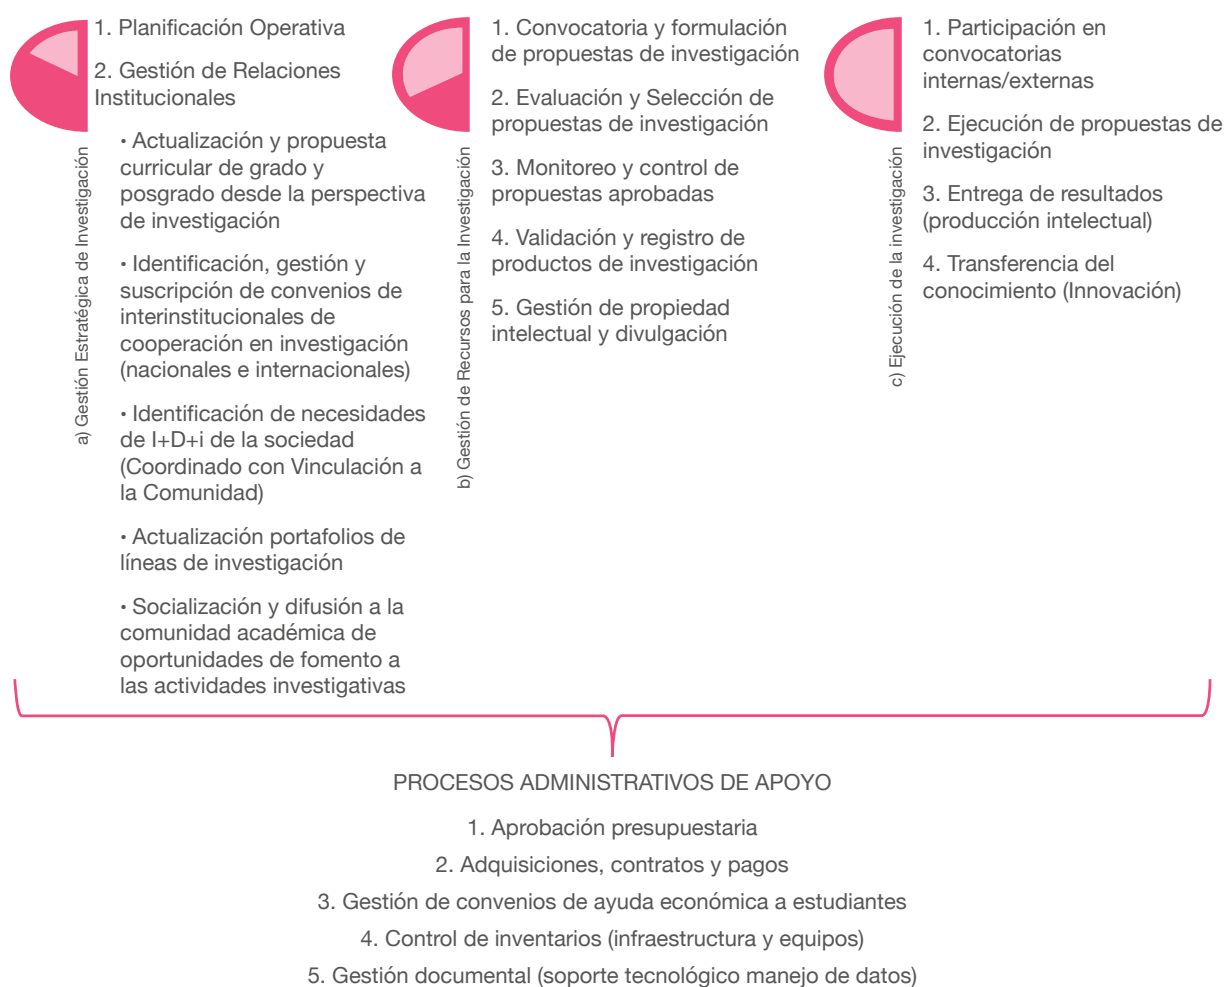 a) Gestión Estratégica de Investigación
1. Planificación Operativa
2. Gestión de Relaciones
Institucionales
• Actualización y propuesta
curricular de grado y
posgrado desde la perspectiva
de investigación
• Identificación, gestión y
suscripción de convenios de
interinstitucionales de
cooperación en investigación
(nacionales e internacionales)
• Identificación de necesidades
de I+D+i de la sociedad
(Coordinado con Vinculación a
la Comunidad)
• Actualización portafolios de
líneas de investigación
• Socialización y difusión a la
comunidad académica de
oportunidades de fomento a
las actividades investigativas
b) Gestión de Recursos para la Investigación
1. Convocatoria y formulación
de propuestas de investigación
2. Evaluación y Selección de
propuestas de investigación
3. Monitoreo y control de
propuestas aprobadas
4. Validación y registro de
productos de investigación
5. Gestión de propiedad
intelectual y divulgación
c) Ejecución de la investigación
1. Participación en
convocatorias
internas/externas
2. Ejecución de propuestas de
investigación
3. Entrega de resultados
(producción intelectual)
4. Transferencia del
conocimiento (Innovación)
PROCESOS ADMINISTRATIVOS DE APOYO
1. Aprobación presupuestaria
2. Adquisiciones, contratos y pagos
3. Gestión de convenios de ayuda económica a estudiantes
4. Control de inventarios (infraestructura y equipos)
5. Gestión documental (soporte tecnológico manejo de datos)